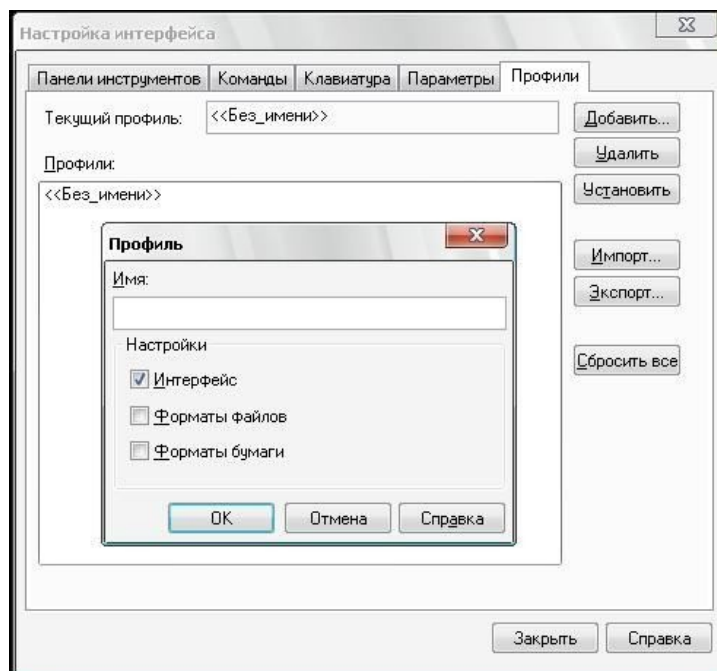 Настройка интерфейса
Панели инструментов Команды Клавиатура Параметры Профили
Текущий профиль: <<Без_имени>> Добавить...
Удалить
Профили:
<<Без_имени>> Установить
Профиль
Импорт...
Имя:
Экспорт...
Настройки
Сбросить все
Интерфейс
Форматы файлов
Форматы бумаги
OK Отмена Справка
Закрыть Справка